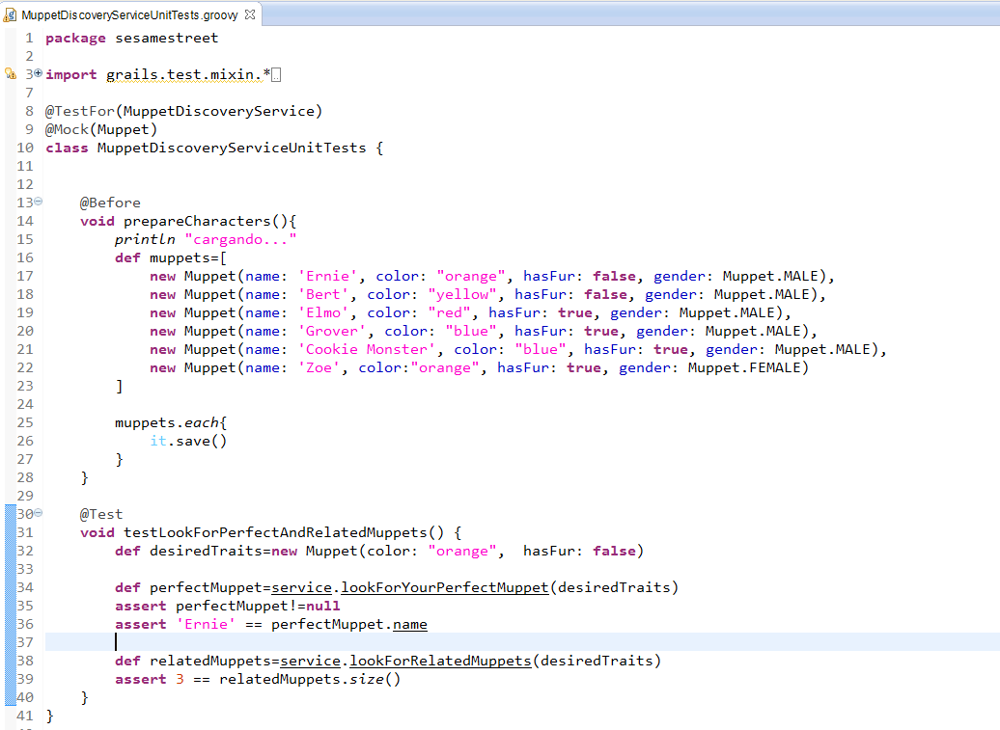 MuppetDiscoveryServiceUnitTests.groovy
1 package sesamestreet
2
3 import grails.test.mixin.*
7
8 @TestFor(MuppetDiscoveryService)
9 @Mock(Muppet)
10 class MuppetDiscoveryServiceUnitTests {
11
12
13     @Before
14     void prepareCharacters(){
15         println "cargando..."
16         def muppets=[
17             new Muppet(name: 'Ernie', color: "orange", hasFur: false, gender: Muppet.MALE),
18             new Muppet(name: 'Bert', color: "yellow", hasFur: false, gender: Muppet.MALE),
19             new Muppet(name: 'Elmo', color: "red", hasFur: true, gender: Muppet.MALE),
20             new Muppet(name: 'Grover', color: "blue", hasFur: true, gender: Muppet.MALE),
21             new Muppet(name: 'Cookie Monster', color: "blue", hasFur: true, gender: Muppet.MALE),
22             new Muppet(name: 'Zoe', color:"orange", hasFur: true, gender: Muppet.FEMALE)
23         ]
24
25         muppets.each{
26             it.save()
27         }
28     }
29
30     @Test
31     void testLookForPerfectAndRelatedMuppets() {
32         def desiredTraits=new Muppet(color: "orange",  hasFur: false)
33
34         def perfectMuppet=service.lookForYourPerfectMuppet(desiredTraits)
35         assert perfectMuppet!=null
36         assert 'Ernie' == perfectMuppet.name
37
38         def relatedMuppets=service.lookForRelatedMuppets(desiredTraits)
39         assert 3 == relatedMuppets.size()
40     }
41 }